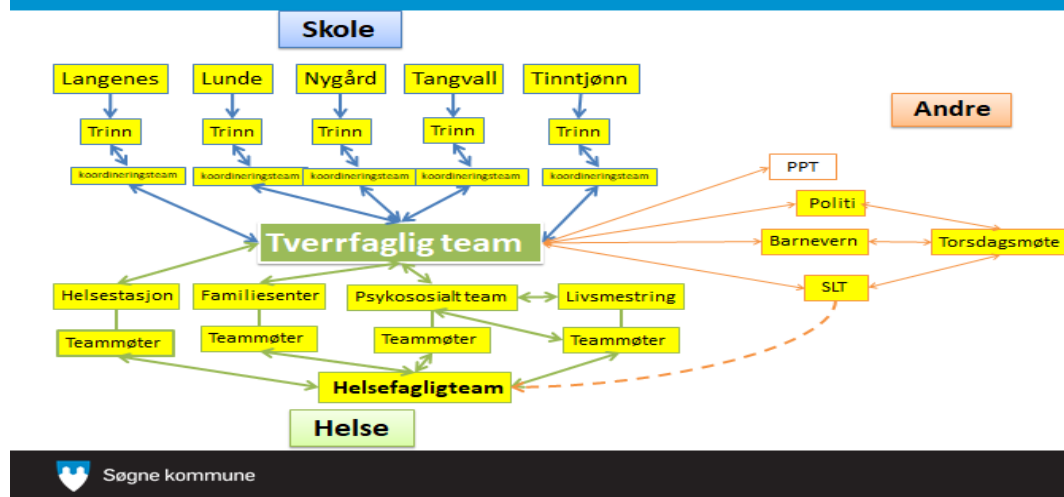 Skole
Langenes Lunde Nygård Tangvall Tinntjønn
Andre
Trinn Trinn Trinn Trinn Trinn
koordineringsteam koordineringsteam koordineringsteam koordineringsteam koordineringsteam
PPT
Politi
Tverrfaglig team
Barnevern Torsdagsmøte
Helsestasjon Familiesenter Psykososialt team Livsmestring SLT
Teammøter Teammøter Teammøter Teammøter
Helsefagligteam
Helse
Søgne kommune